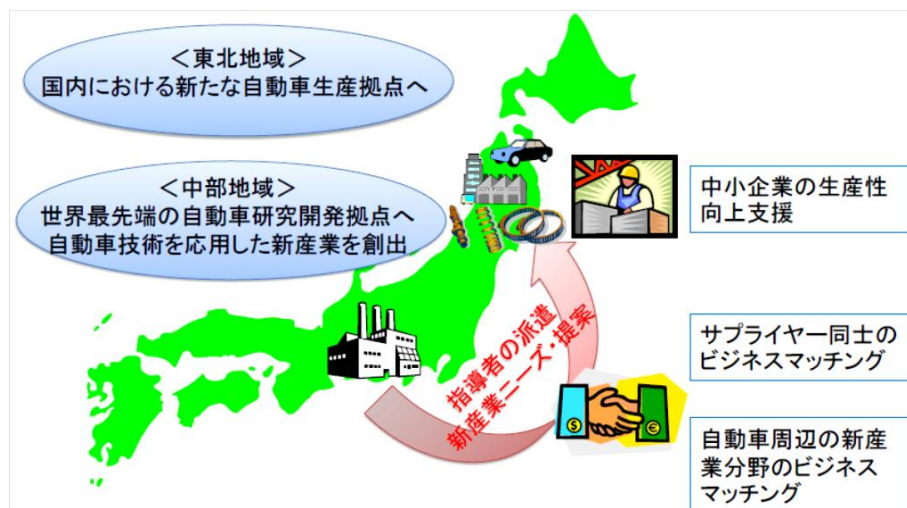 ＜東北地域＞
国内における新たな自動車生産拠点へ
＜中部地域＞
世界最先端の自動車研究開発拠点へ
自動車技術を応用した新産業を創出
中小企業の生産性
向上支援
指導者の派遣
新産業ニーズ・提案
サプライヤー同士の
ビジネスマッチング
$
€
自動車周辺の新産
業分野のビジネス
マッチング